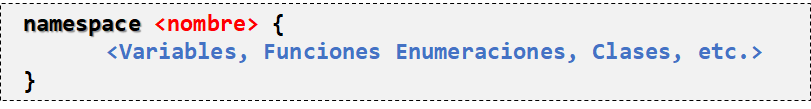 namespace <nombre> {
<Variables, Funciones Enumeraciones, Clases, etc.>
}